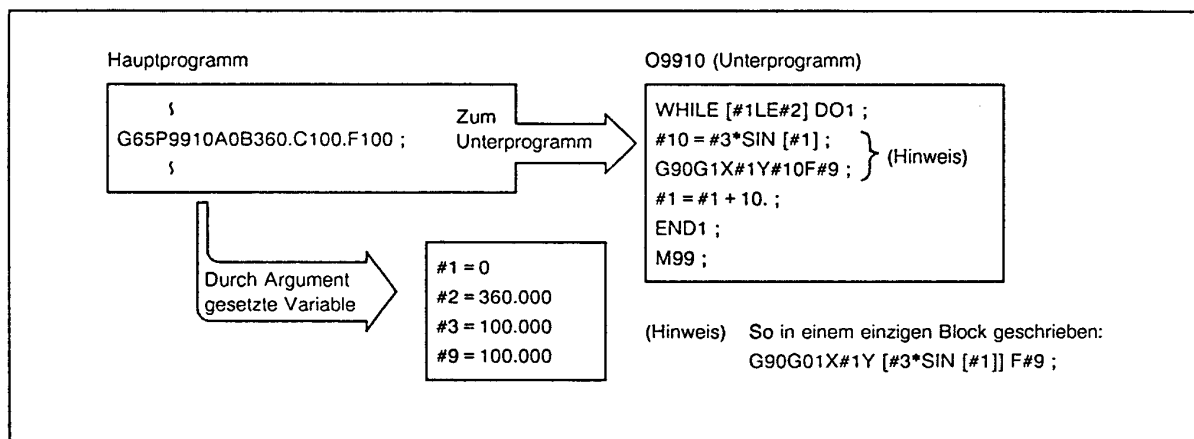 Hauptprogramm
G65P9910A0B360.C100.F100 ;
Zum
Unterprogramm
O9910 (Unterprogramm)
WHILE [#1LE#2] DO1 ;
#10 = #3*SIN [#1] ;
G90G1X#1Y#10F#9 ;
(Hinweis)
#1 = #1 + 10. ;
END1 ;
M99 ;
Durch Argument
gesetzte Variable
#1 = 0
#2 = 360.000
#3 = 100.000
#9 = 100.000
(Hinweis) So in einem einzigen Block geschrieben:
G90G01X#1Y [#3*SIN [#1]] F#9 ;